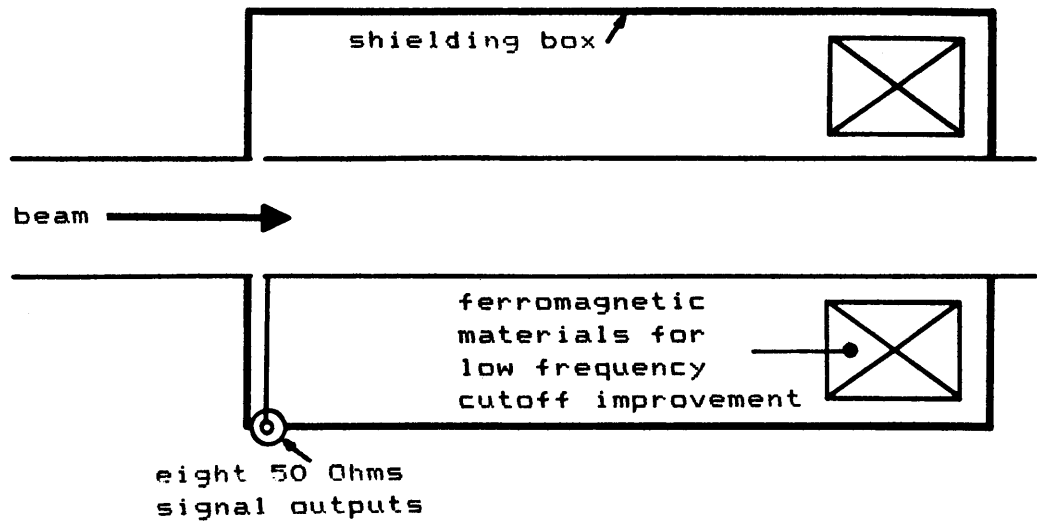 shielding box
beam
ferromagnetic
materials for
low frequency
cutoff improvement
eight 50 Ohms
signal outputs